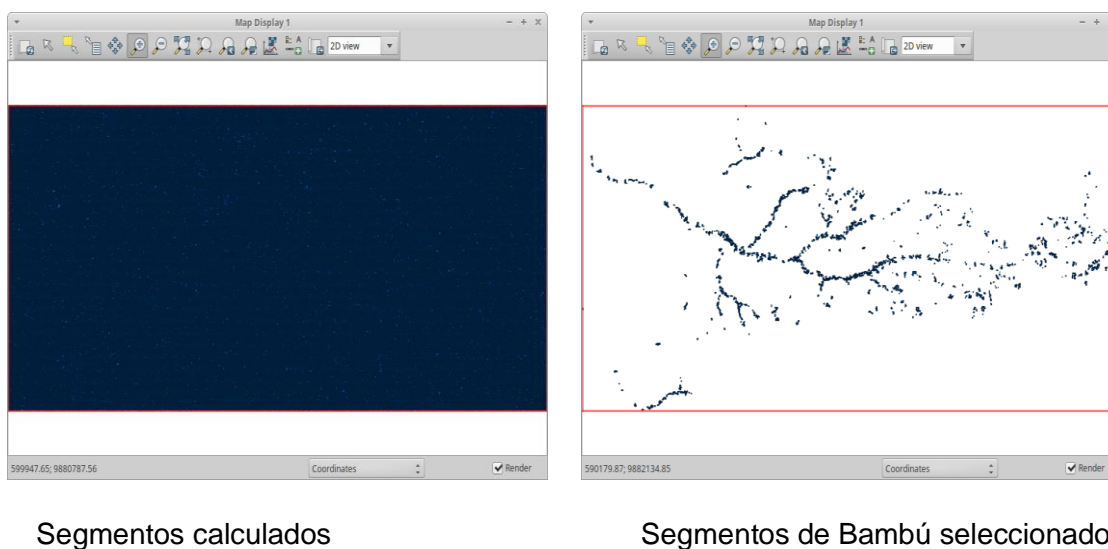 Map Display 1
2D view
599947.65; 9880787.56
Coordinates
Render
Map Display 1
2D view
590179.87; 9882134.85
Coordinates
Render
Segmentos calculados
Segmentos de Bambú seleccionado